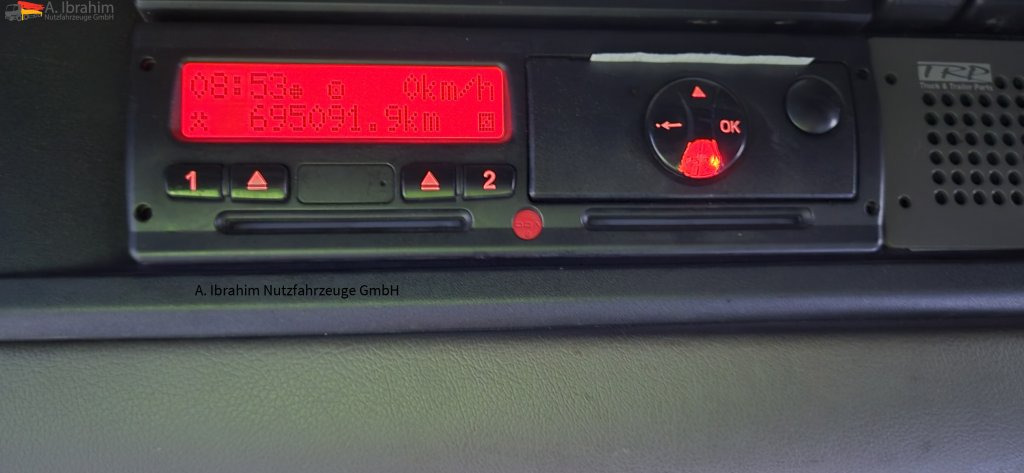 A. Ibrahim
Nutzfahrzeuge GmbH
08:53 0km/h
695091.9km
1 2
OK
TRP
Truck & Trailer Parts
A. Ibrahim Nutzfahrzeuge GmbH